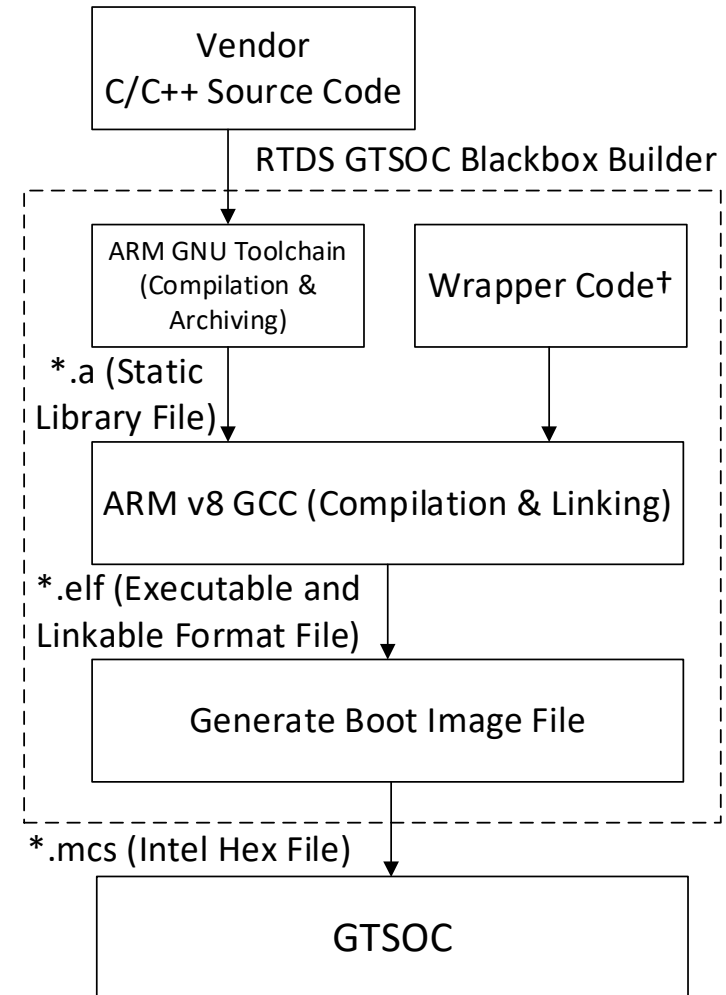 Vendor
C/C++ Source Code
RTDS GTSOC Blackbox Builder
ARM GNU Toolchain
(Compilation &
Archiving)
Wrapper Code†
*.a (Static
Library File)
ARM v8 GCC (Compilation & Linking)
*.elf (Executable and
Linkable Format File)
Generate Boot Image File
*.mcs (Intel Hex File)
GTSOC